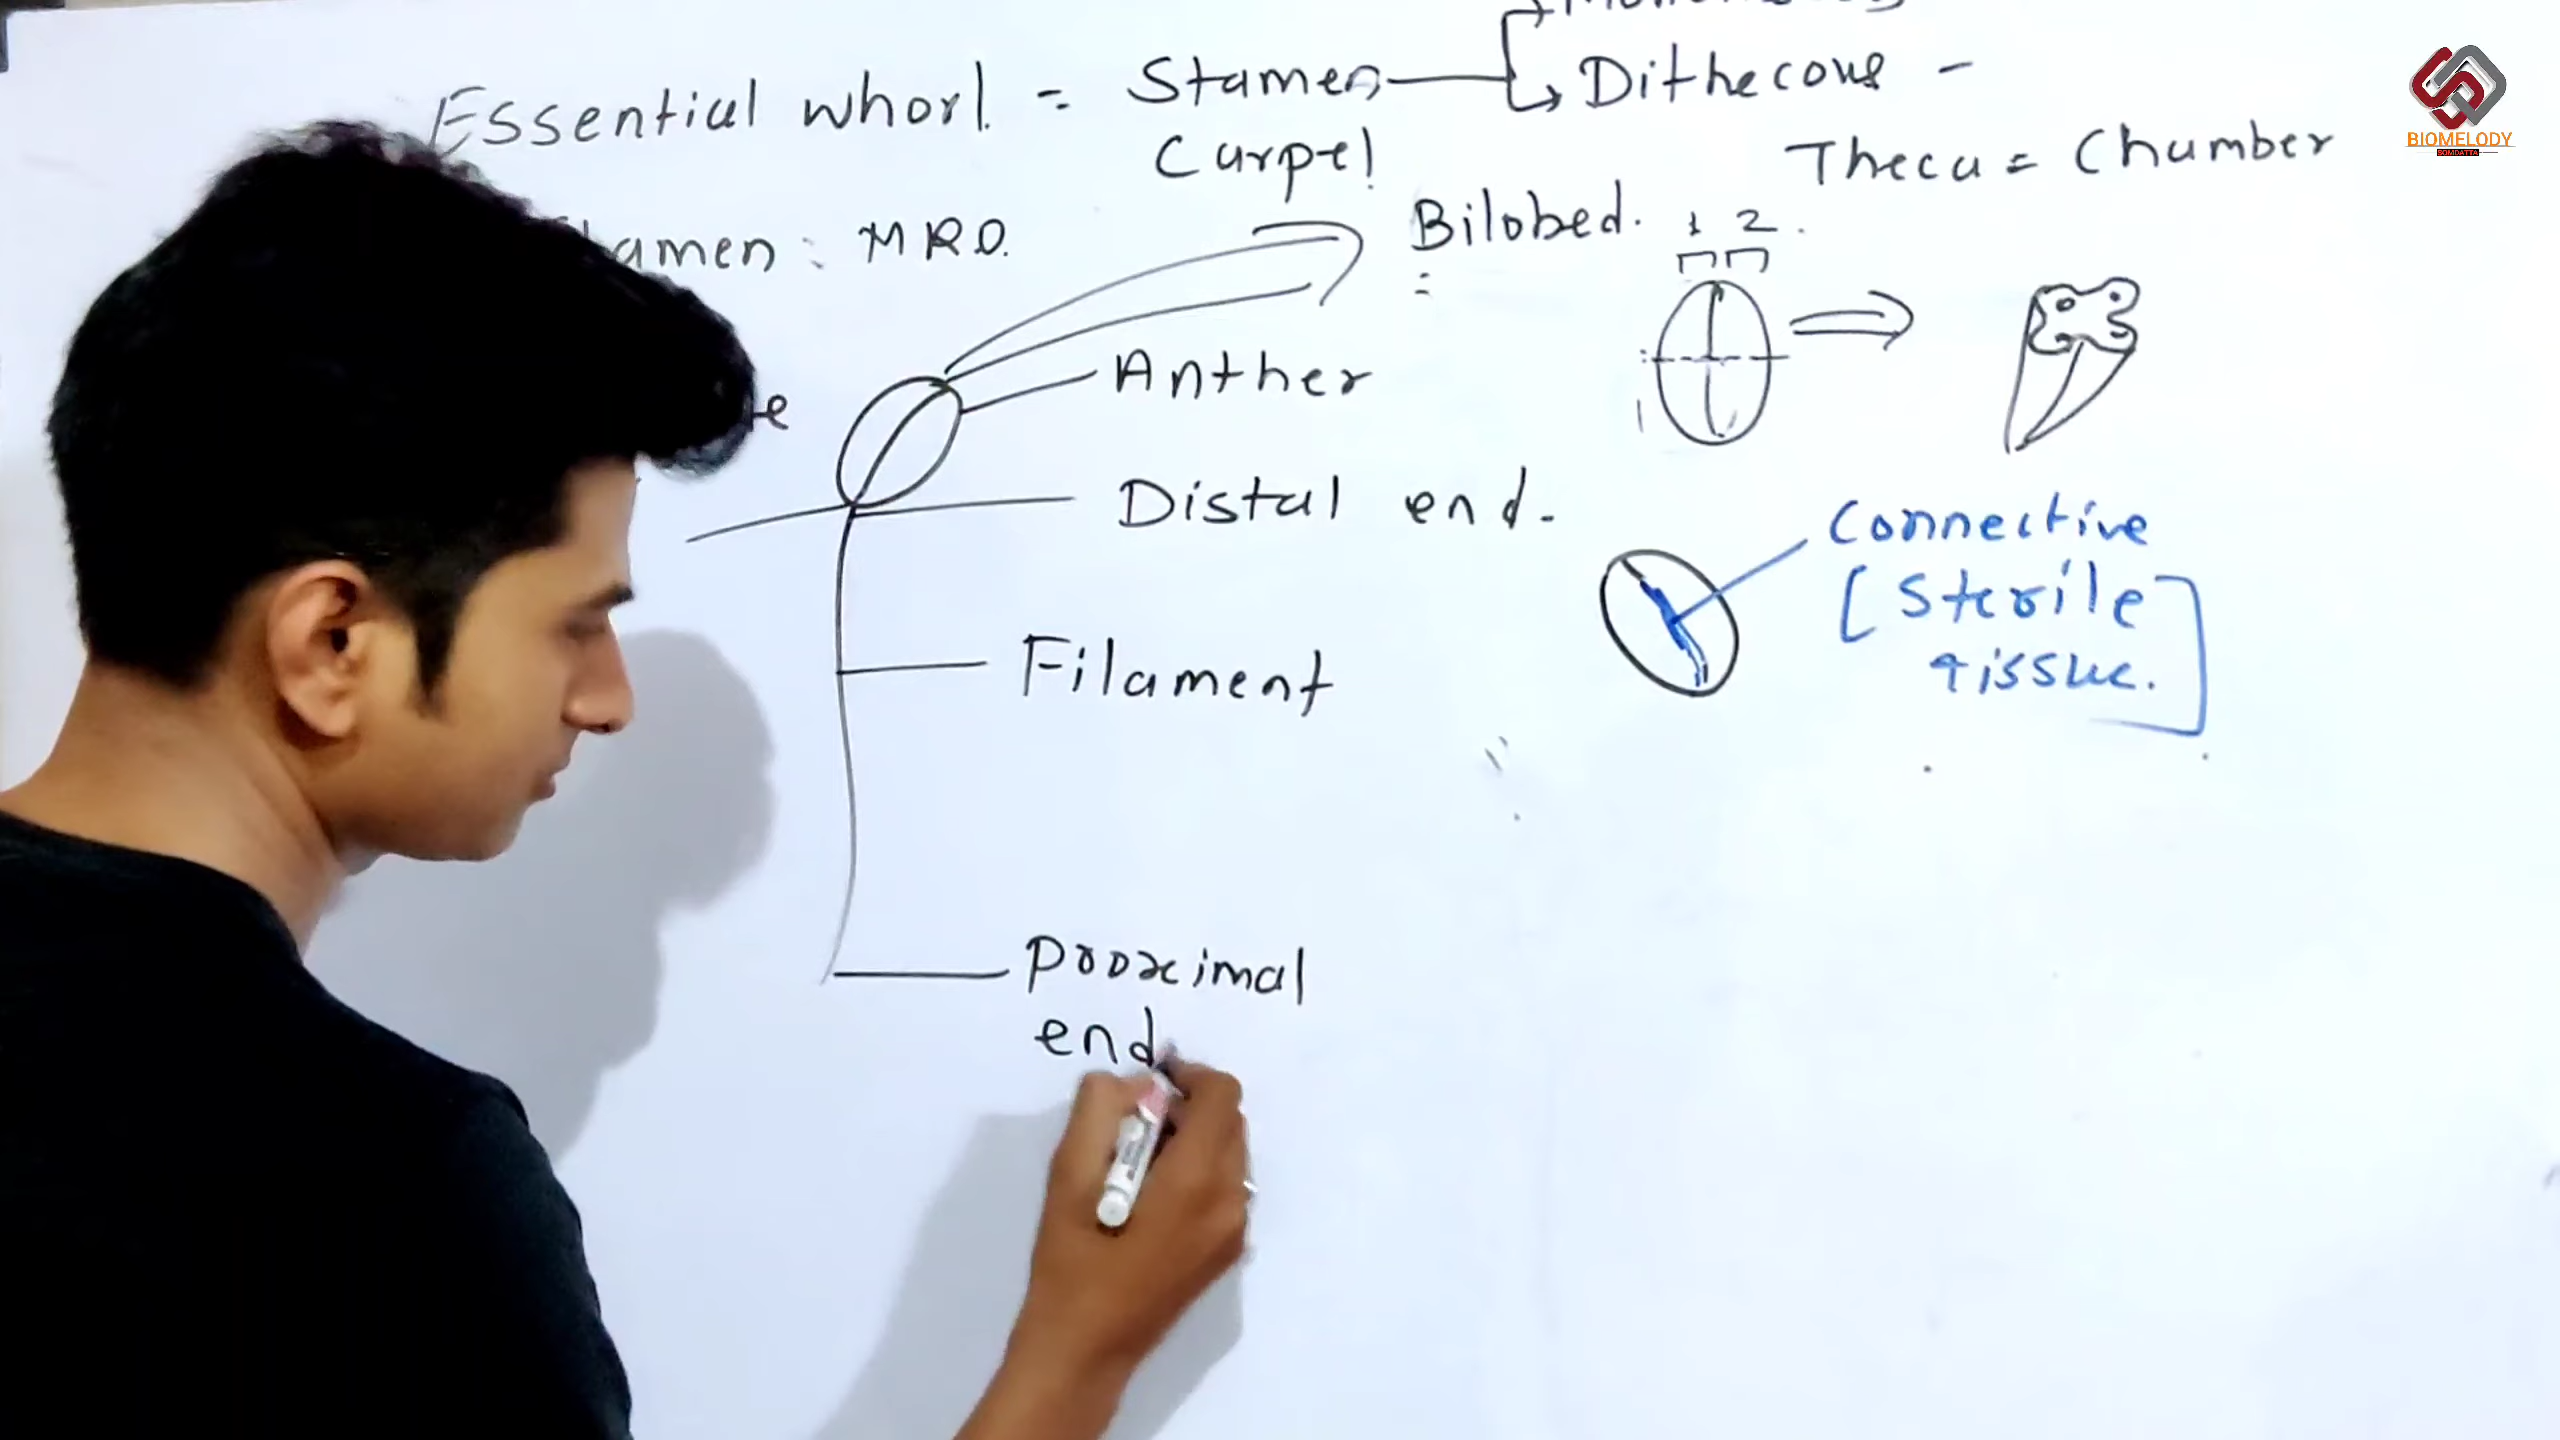 Essential whorl = Stamen Dithecous -
Carpel Theca = Chamber
amen : MRO.
Bilobed. 1 2.
Anther
Distal end.
Connective
[Sterile
tissue.]
Filament
Proximal
end
BIOMELODY
SOMDATTA